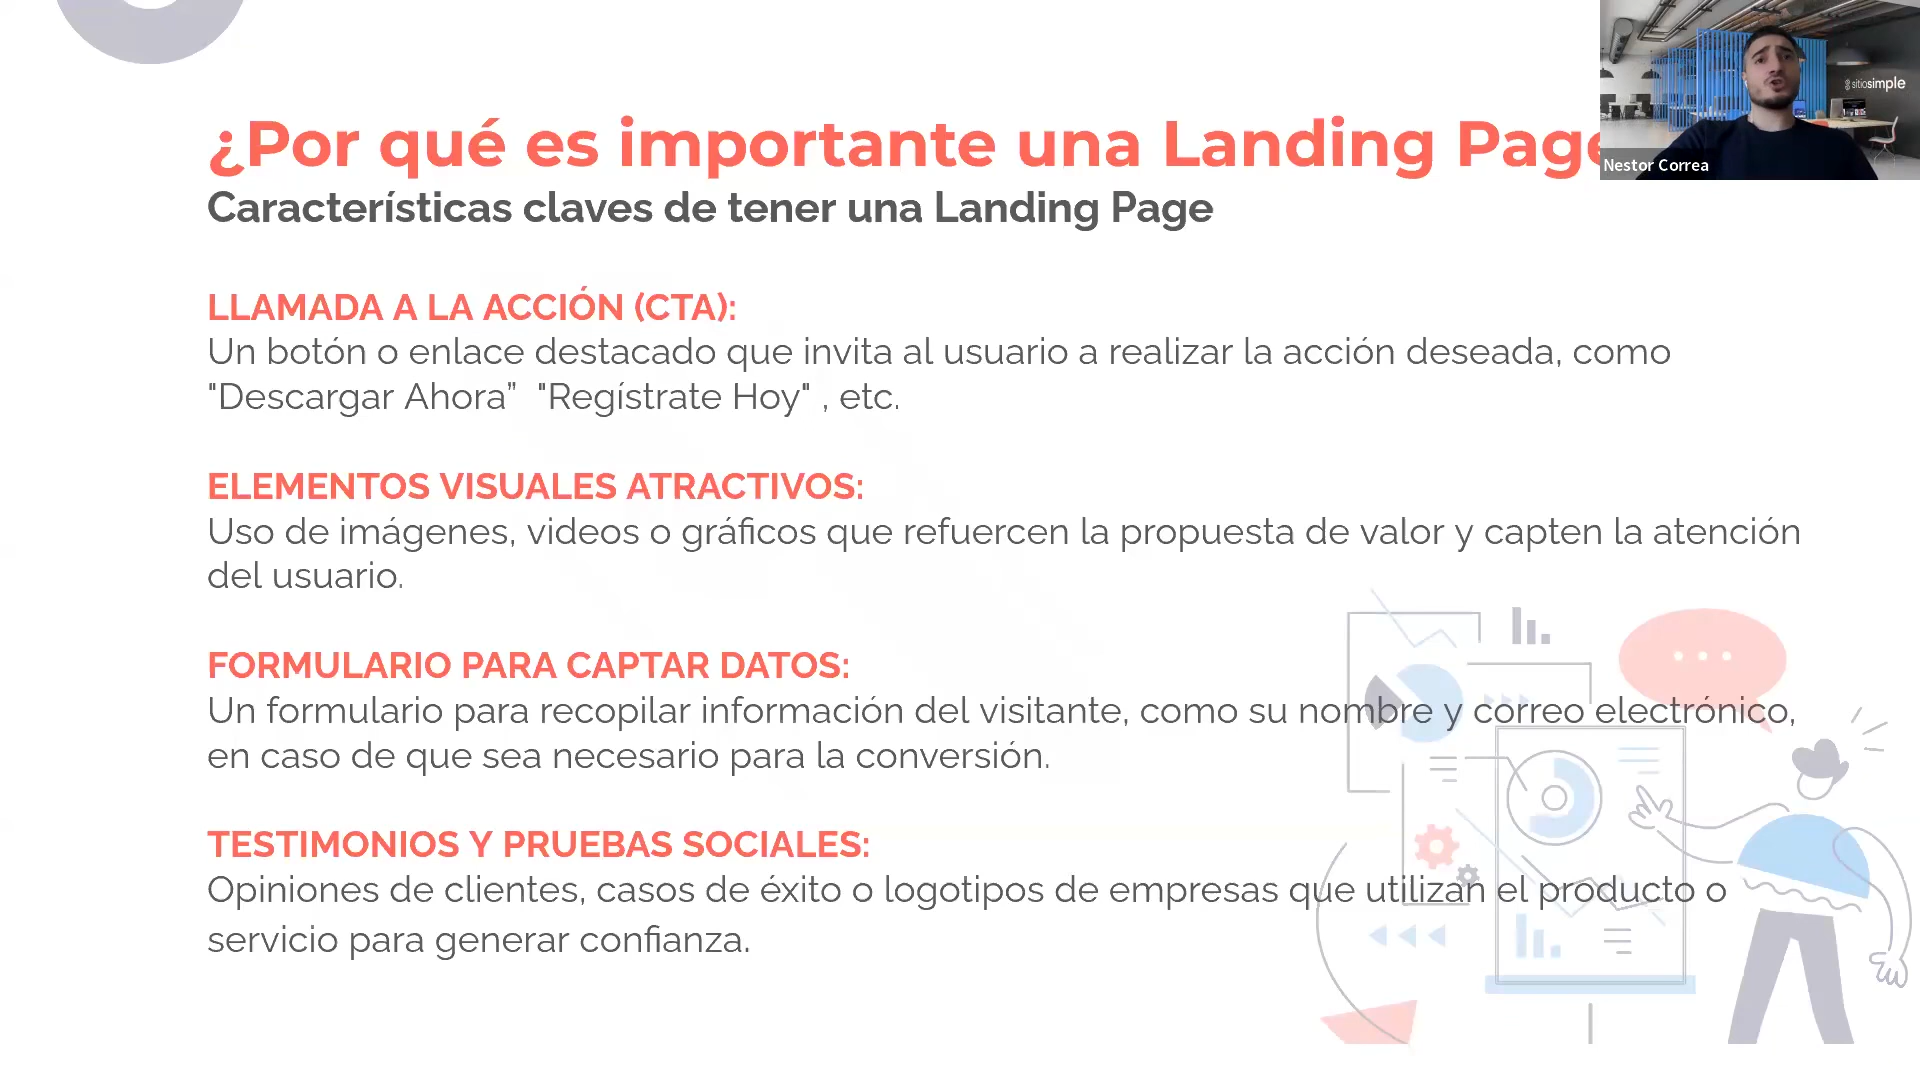 ¿Por qué es importante una Landing Page
Características claves de tener una Landing Page
LLAMADA A LA ACCIÓN (CTA):
Un botón o enlace destacado que invita al usuario a realizar la acción deseada, como
"Descargar Ahora”  "Regístrate Hoy" , etc.
ELEMENTOS VISUALES ATRACTIVOS:
Uso de imágenes, videos o gráficos que refuercen la propuesta de valor y capten la atención
del usuario.
FORMULARIO PARA CAPTAR DATOS:
Un formulario para recopilar información del visitante, como su nombre y correo electrónico,
en caso de que sea necesario para la conversión.
TESTIMONIOS Y PRUEBAS SOCIALES:
Opiniones de clientes, casos de éxito o logotipos de empresas que utilizan el producto o
servicio para generar confianza.
sitiosimple
Nestor Correa